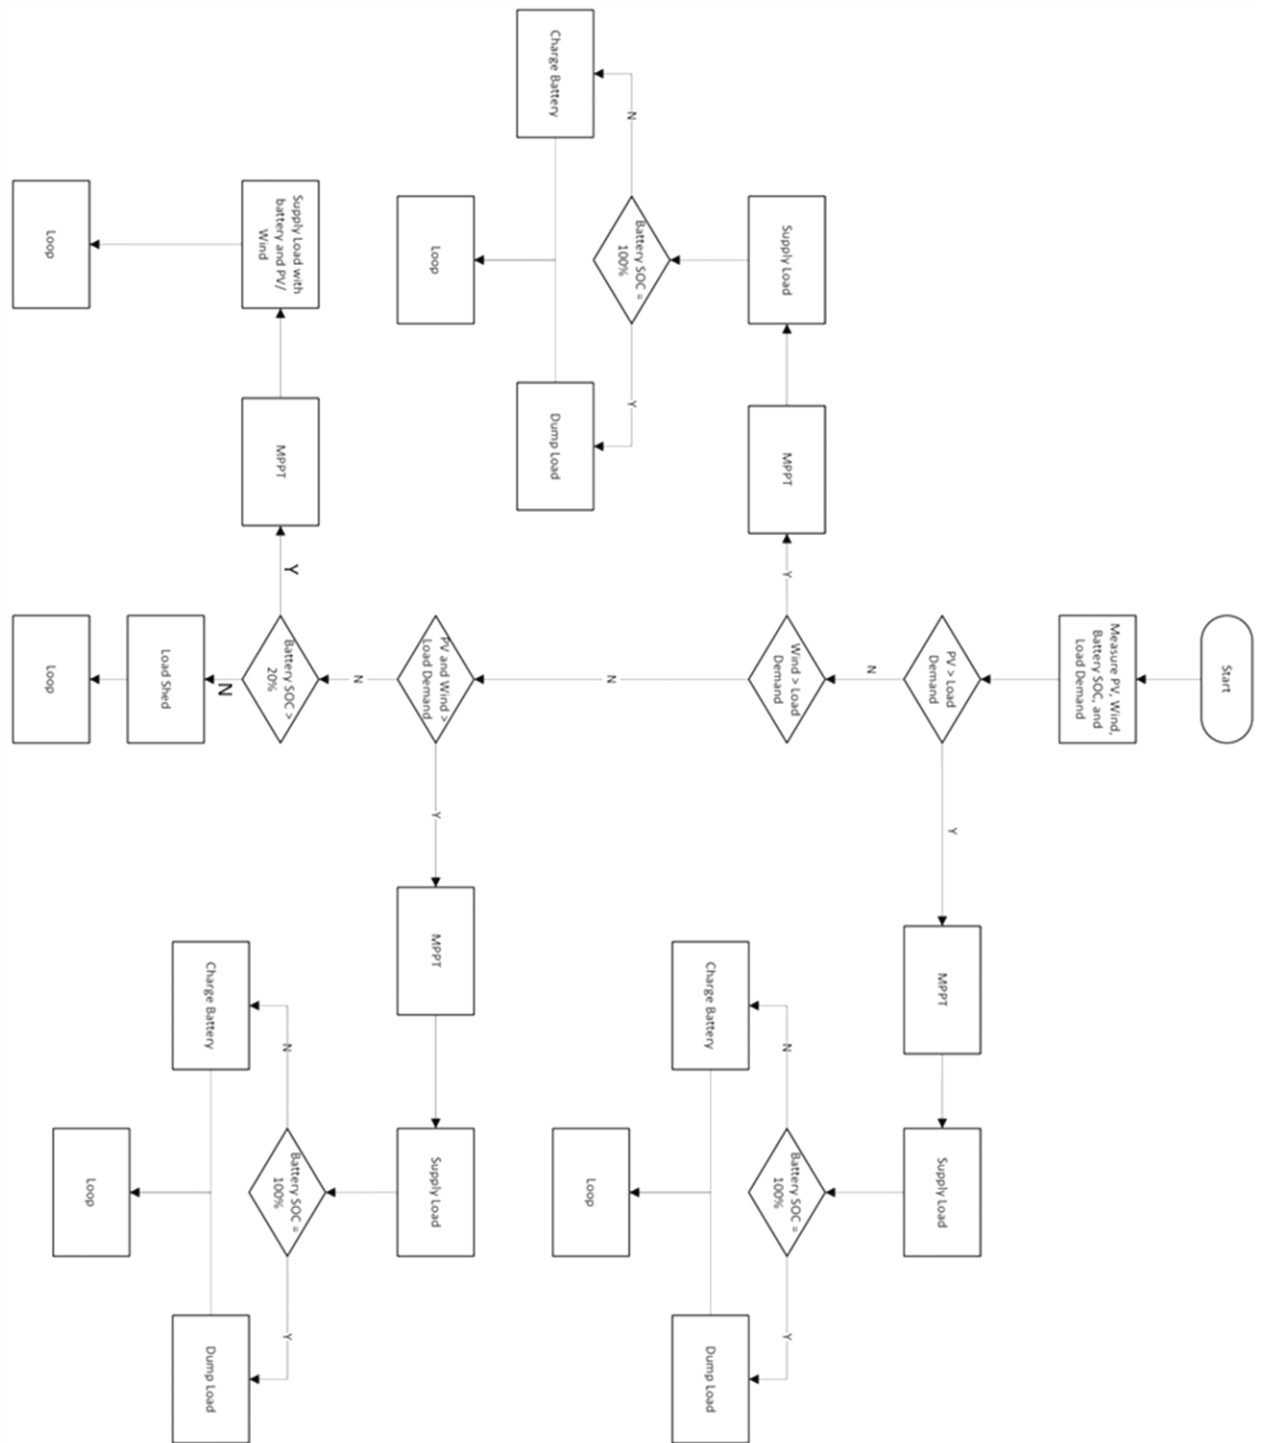 Start
Measure PV, Wind,
Battery SOC, and
Load Demand
PV > Load
Demand
Y
MPPT
Supply Load
N
Supply Load
MPPT
Y
Wind > Load
Demand
N
Battery SOC =
100%
Y
Charge Battery
Dump Load
N
Battery SOC =
100%
Y
N
Loop
Charge Battery
Dump Load
Loop
PV and Wind >
Load Demand
Y
MPPT
Supply Load
N
Supply Load with
battery and PV/
Wind
MPPT
Y
Battery SOC >
20%
N
Battery SOC =
100%
Y
N
Charge Battery
Dump Load
Load Shed
Loop
Loop
Loop